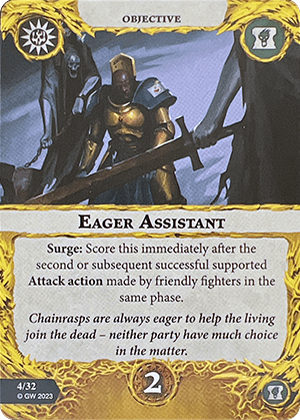 OBJECTIVE
EAGER ASSISTANT
Surge: Score this immediately after the
second or subsequent successful supported
Attack action made by friendly fighters in the
same phase.
Chainrasps are always eager to help the living
join the dead – neither party have much choice
in the matter.
4/32
© GW 2023
2